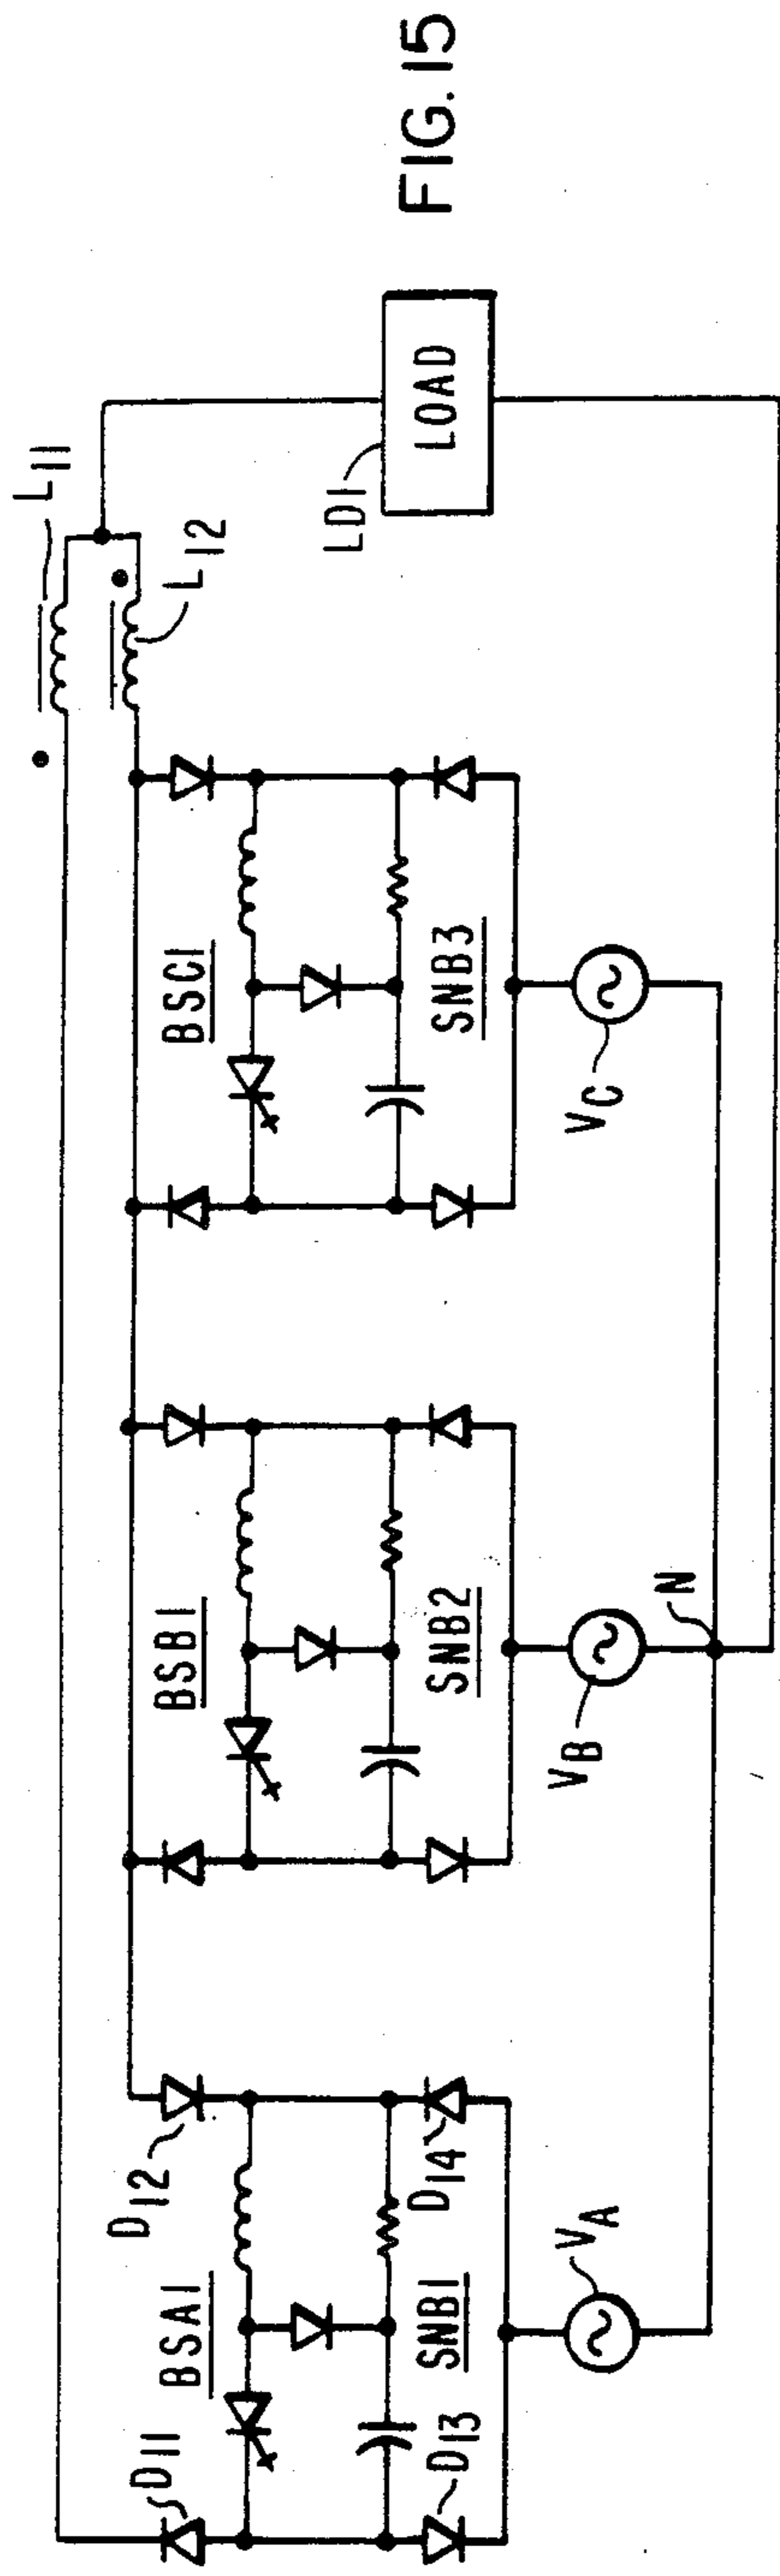 FIG. 15
L11
L12
LD1
LOAD
BSC1
SNB3
VC
BSB1
SNB2
VB
N
D12
D14
BSA1
SNB1
VA
D11
D13